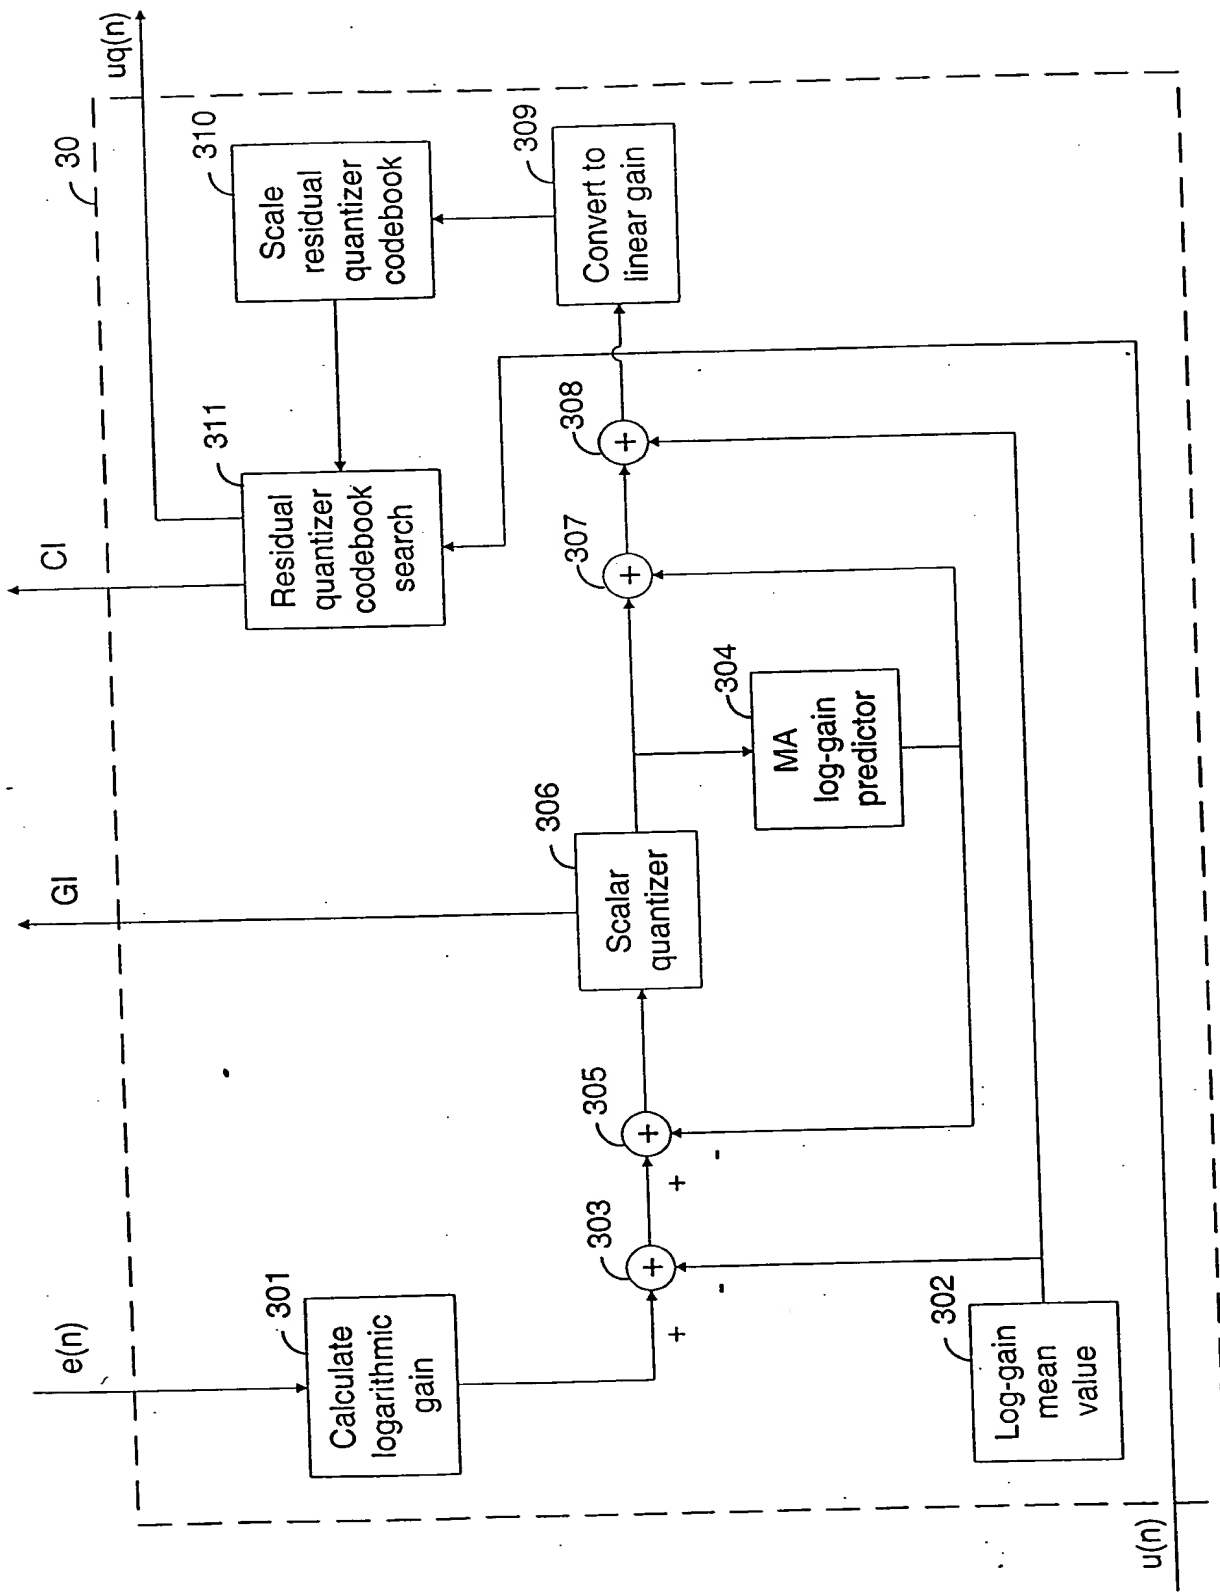 e(n)
GI
CI
30
uq(n)
301
Calculate
logarithmic
gain
311
Residual
quantizer
codebook
search
310
Scale
residual
quantizer
codebook
303
+
+
-
305
+
+
-
306
Scalar
quantizer
307
+
308
+
309
Convert to
linear gain
304
MA
log-gain
predictor
302
Log-gain
mean
value
u(n)